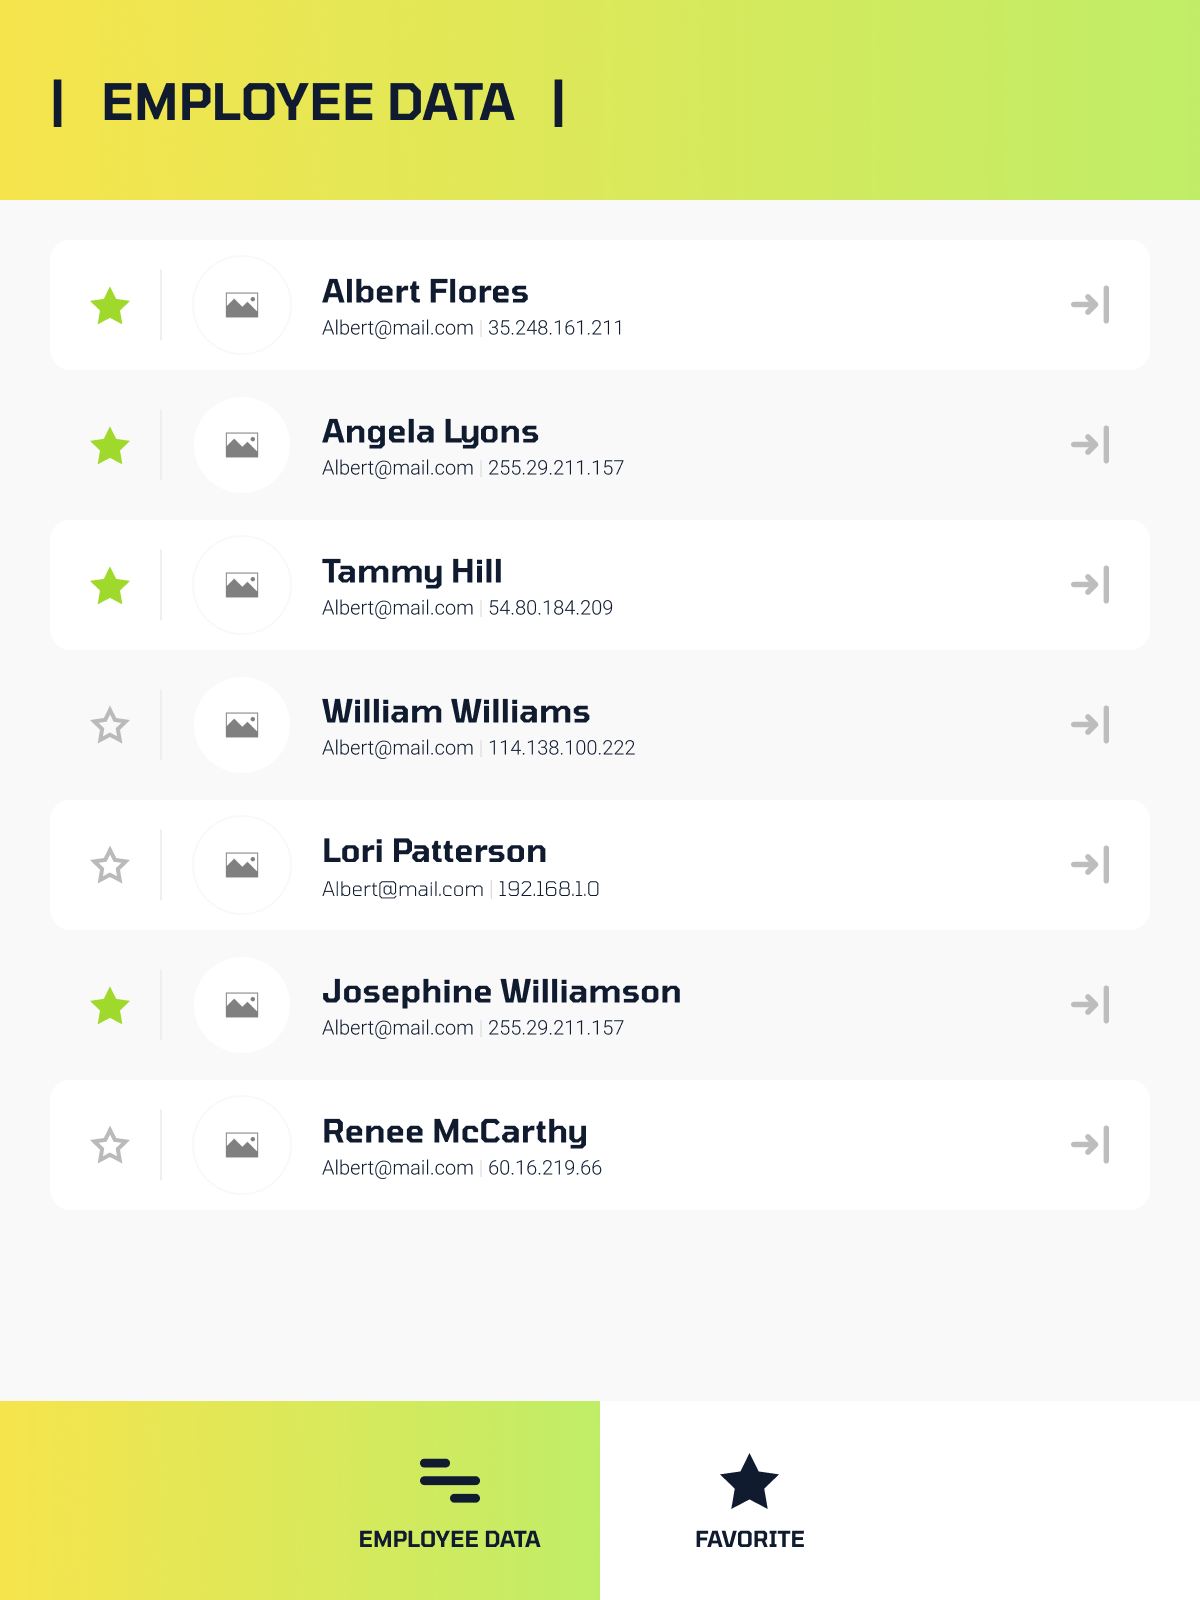 | EMPLOYEE DATA |
Albert Flores
Albert@mail.com | 35.248.161.211
Angela Lyons
Albert@mail.com | 255.29.211.157
Tammy Hill
Albert@mail.com | 54.80.184.209
William Williams
Albert@mail.com | 114.138.100.222
Lori Patterson
Albert@mail.com | 192.168.1.0
Josephine Williamson
Albert@mail.com | 255.29.211.157
Renee McCarthy
Albert@mail.com | 60.16.219.66
EMPLOYEE DATA
FAVORITE